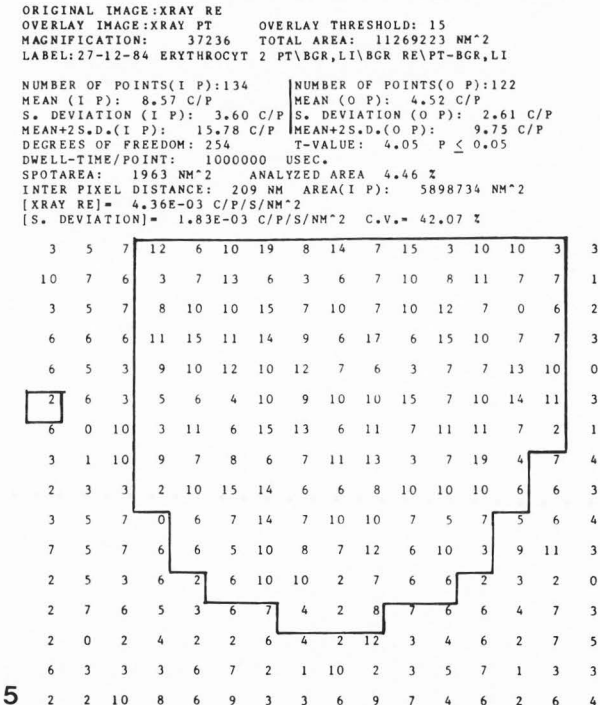 ORIGINAL IMAGE:XRAY RE
OVERLAY IMAGE:XRAY PT OVERLAY THRESHOLD: 15
MAGNIFICATION: 37236 TOTAL AREA: 11269223 NM^2
LABEL:27-12-84 ERYTHROCYT 2 PT\BGR,LI\BGR RE\PT-BGR,LI
NUMBER OF POINTS(I P):134 NUMBER OF POINTS(O P):122
MEAN (I P): 8.57 C/P MEAN (O P): 4.52 C/P
S. DEVIATION (I P): 3.60 C/P S. DEVIATION (O P): 2.61 C/P
MEAN+2S.D.(I P): 15.78 C/P MEAN+2S.D.(O P): 9.75 C/P
DEGREES OF FREEDOM: 254 T-VALUE: 4.05 P ≤ 0.05
DWELL-TIME/POINT: 1000000 USEC.
SPOTAREA: 1963 NM^2 ANALYZED AREA 4.46 %
INTER PIXEL DISTANCE: 209 NM AREA(I P): 5898734 NM^2
[XRAY RE]= 4.36E-03 C/P/S/NM^2
[S. DEVIATION]= 1.83E-03 C/P/S/NM^2 C.V.= 42.07 %
3 5 7 12 6 10 19 8 14 7 15 3 10 10 3 3
10 7 6 3 7 13 6 3 6 7 10 8 11 7 7 1
3 5 7 8 10 10 15 7 10 7 10 12 7 0 6 2
6 6 6 11 15 11 14 9 6 17 6 15 10 7 7 3
6 5 3 9 10 12 10 12 7 6 3 7 7 13 10 0
2 6 3 5 6 4 10 9 10 10 15 7 10 14 11 3
6 0 10 3 11 6 15 13 6 11 7 11 11 7 2 1
3 1 10 9 7 8 6 7 11 13 3 7 19 4 7 4
2 3 3 2 10 15 14 6 6 8 10 10 10 6 6 3
3 5 7 0 6 7 14 7 10 10 7 5 7 5 6 4
7 5 7 6 6 5 10 8 7 12 6 10 3 9 11 3
2 5 3 6 2 6 10 10 2 7 6 6 2 3 2 0
2 7 6 5 3 6 7 4 2 8 7 6 6 4 7 3
2 0 2 4 2 2 6 4 2 12 3 4 6 2 7 5
6 3 3 3 6 7 2 1 10 2 3 5 7 1 3 3
5 2 2 10 8 6 9 3 3 6 9 7 4 6 2 6 4